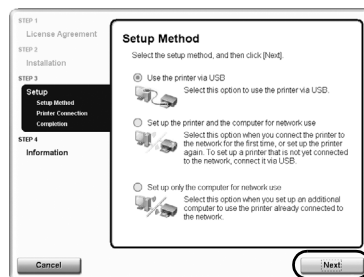 STEP 1
License Agreement
STEP 2
Installation
STEP 3
Setup
Setup Method
Printer Connection
Completion
STEP 4
Information
Setup Method
Select the setup method, and then click [Next].
Use the printer via USB
Select this option to use the printer via USB.
Set up the printer and the computer for network use
Select this option when you connect the printer to
the network for the first time, or set up the printer
again. To set up a printer that is not yet connected
to the network, connect it via USB.
Set up only the computer for network use
Select this option when you set up an additional
computer to use the printer already connected to
the network.
Cancel
Next